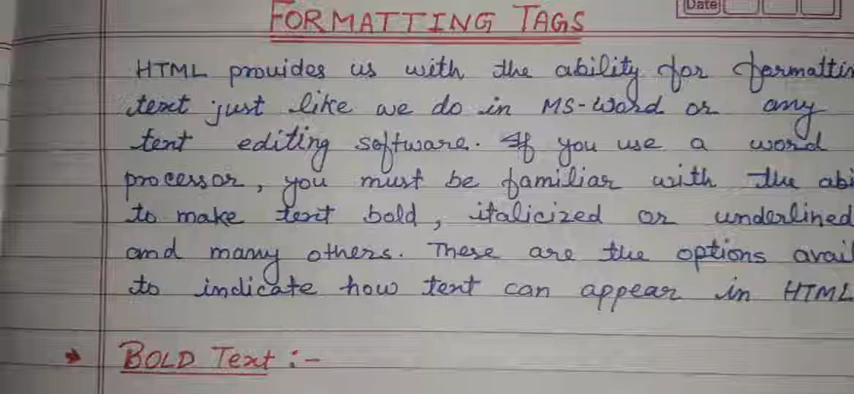 Date
FORMATTING TAGS
HTML provides us with the ability for formattin
text just like we do in MS-Word or any
text editing software. If you use a word
processor, you must be familiar with the abi
to make text bold, italicized or underlined
and many others. These are the options avail
to indicate how text can appear in HTML
BOLD Text :-